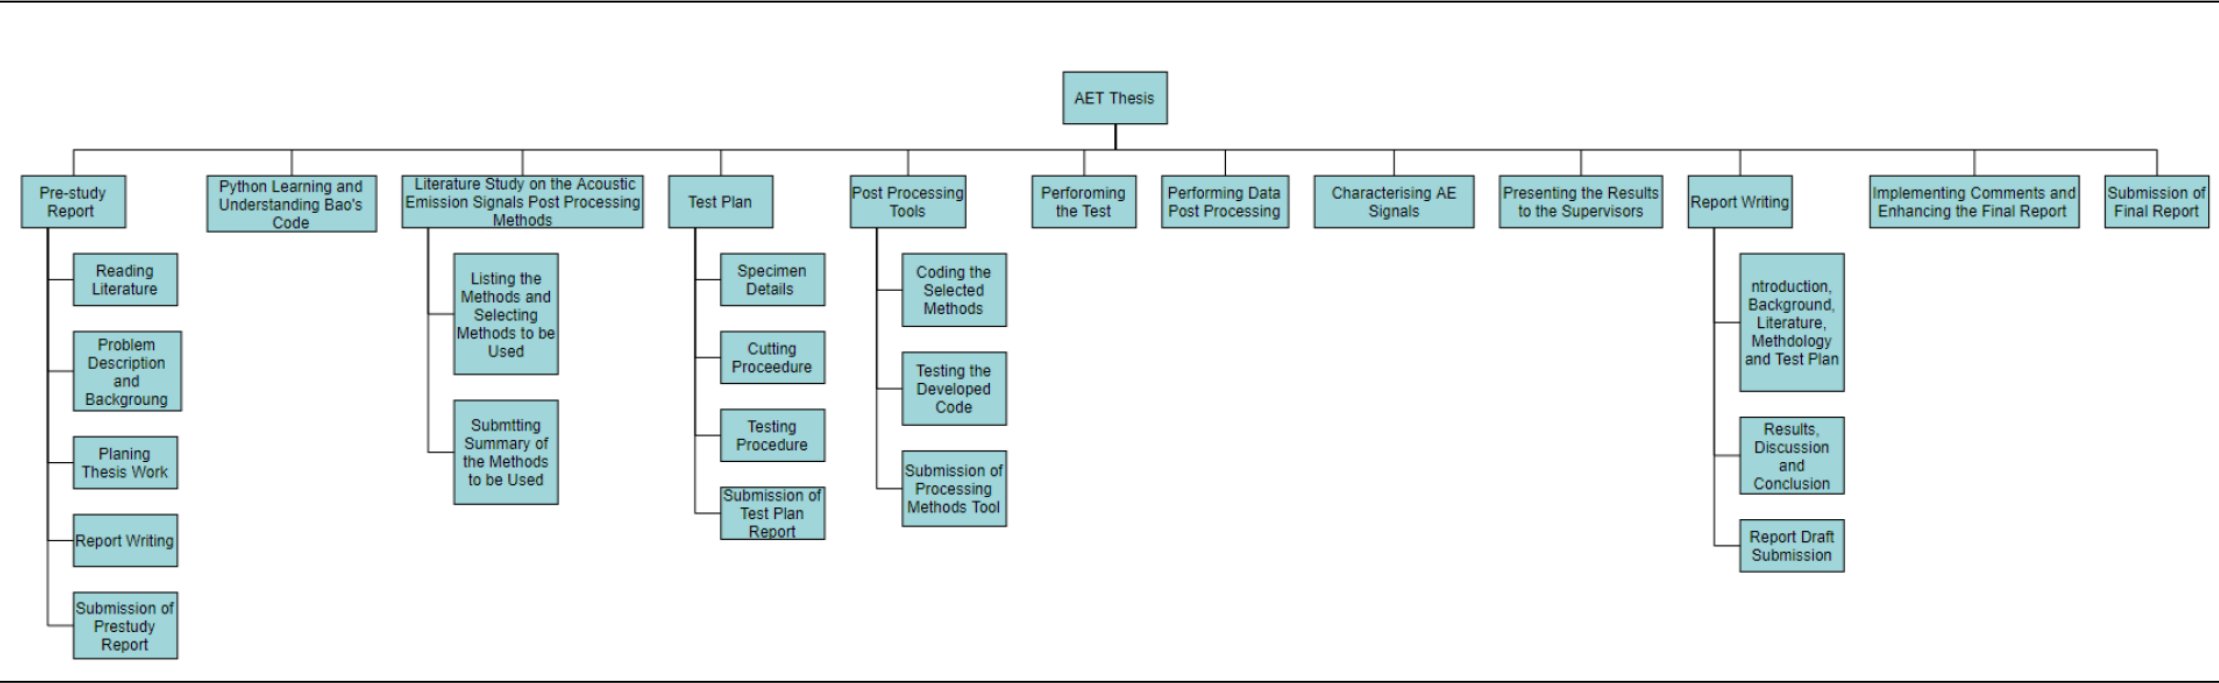 AET Thesis
Pre-study
Report
Python Learning and
Understanding Bao's
Code
Literature Study on the Acoustic
Emission Signals Post Processing
Methods
Test Plan
Post Processing
Tools
Perforoming
the Test
Performing Data
Post Processing
Characterising AE
Signals
Presenting the Results
to the Supervisors
Report Writing
Implementing Comments and
Enhancing the Final Report
Submission of
Final Report
Reading
Literature
Problem
Description
and
Backgroung
Planing
Thesis Work
Report Writing
Submission of
Prestudy
Report
Listing the
Methods and
Selecting
Methods to be
Used
Submtting
Summary of
the Methods
to be Used
Specimen
Details
Cutting
Proceedure
Testing
Procedure
Submission of
Test Plan
Report
Coding the
Selected
Methods
Testing the
Developed
Code
Submission of
Processing
Methods Tool
ntroduction,
Background,
Literature,
Methdology
and Test Plan
Results,
Discussion
and
Conclusion
Report Draft
Submission